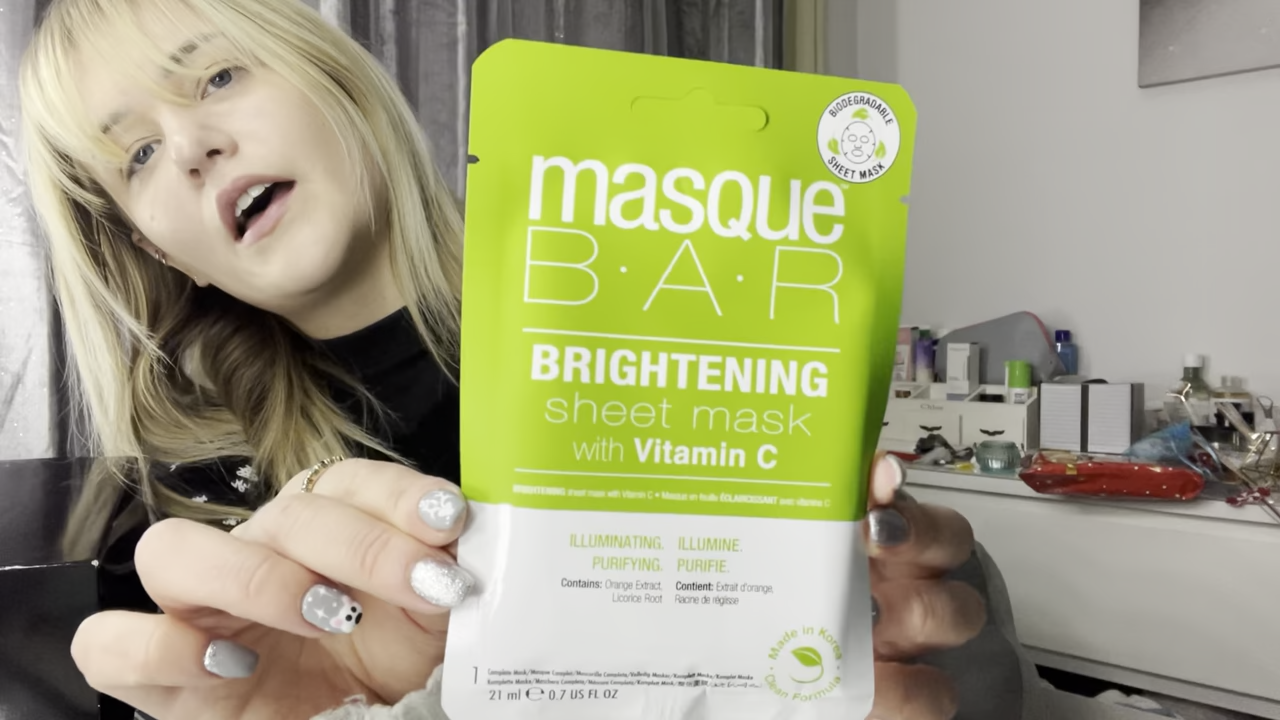 BIODEGRADABLE
SHEET MASK
masque
B·A·R
BRIGHTENING
sheet mask
with Vitamin C
BRIGHTENING sheet mask with Vitamin C • Masque en feuille ÉCLAIRCISSANT avec vitamine C
ILLUMINATING. ILLUMINE.
PURIFYING. PURIFIE.
Contains: Orange Extract, Contient: Extrait d'orange,
Licorice Root Racine de réglisse
Made in Korea
Clean Formula
1
21 ml ℮ 0.7 US FL OZ
Chloé